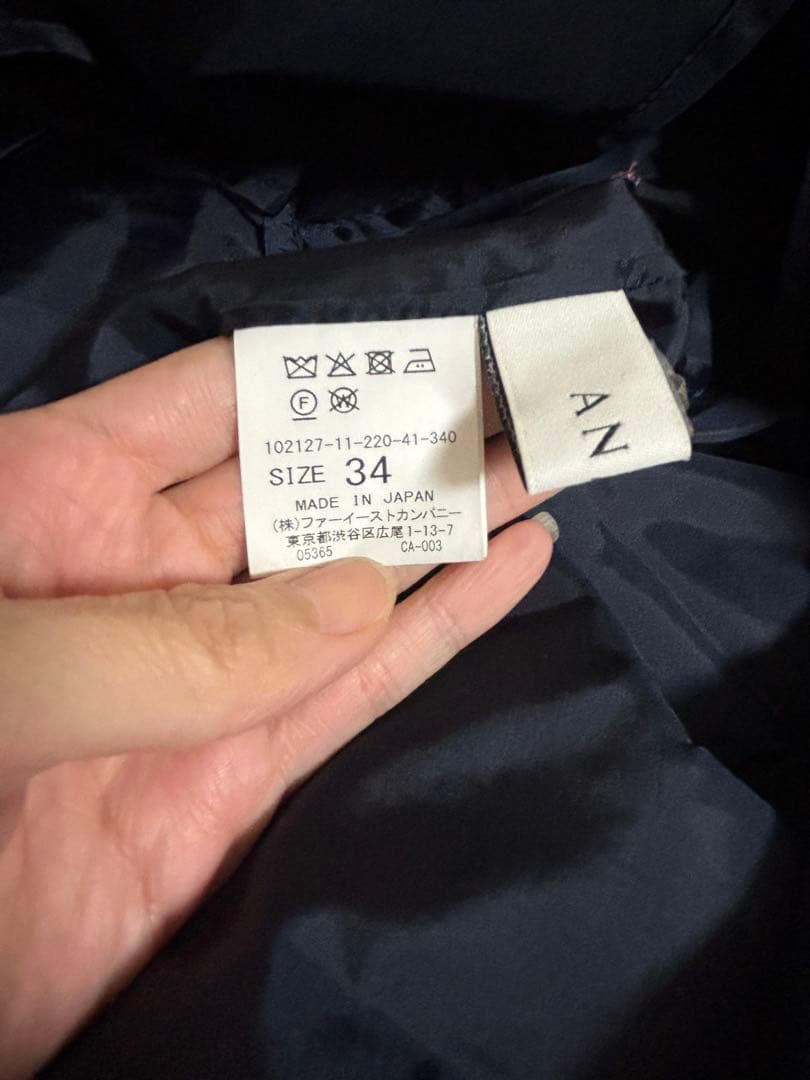 F W
102127-11-220-41-340
SIZE 34
MADE IN JAPAN
(株)ファーイーストカンパニー
東京都渋谷区広尾1-13-7
05365 CA-003
AN